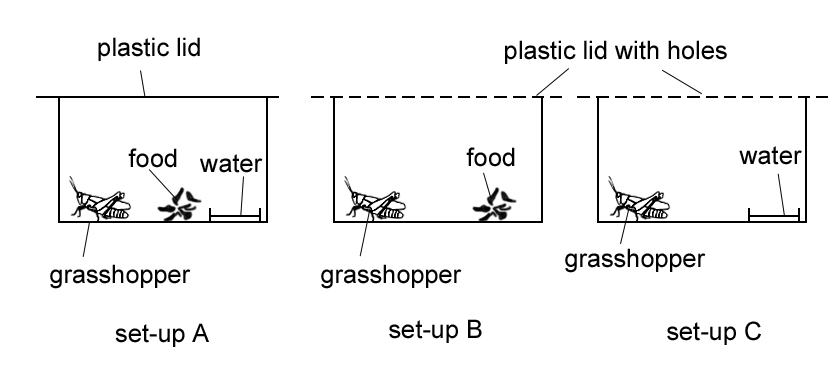 plastic lid
plastic lid with holes
food
water
food
water
grasshopper
grasshopper
grasshopper
set-up A
set-up B
set-up C